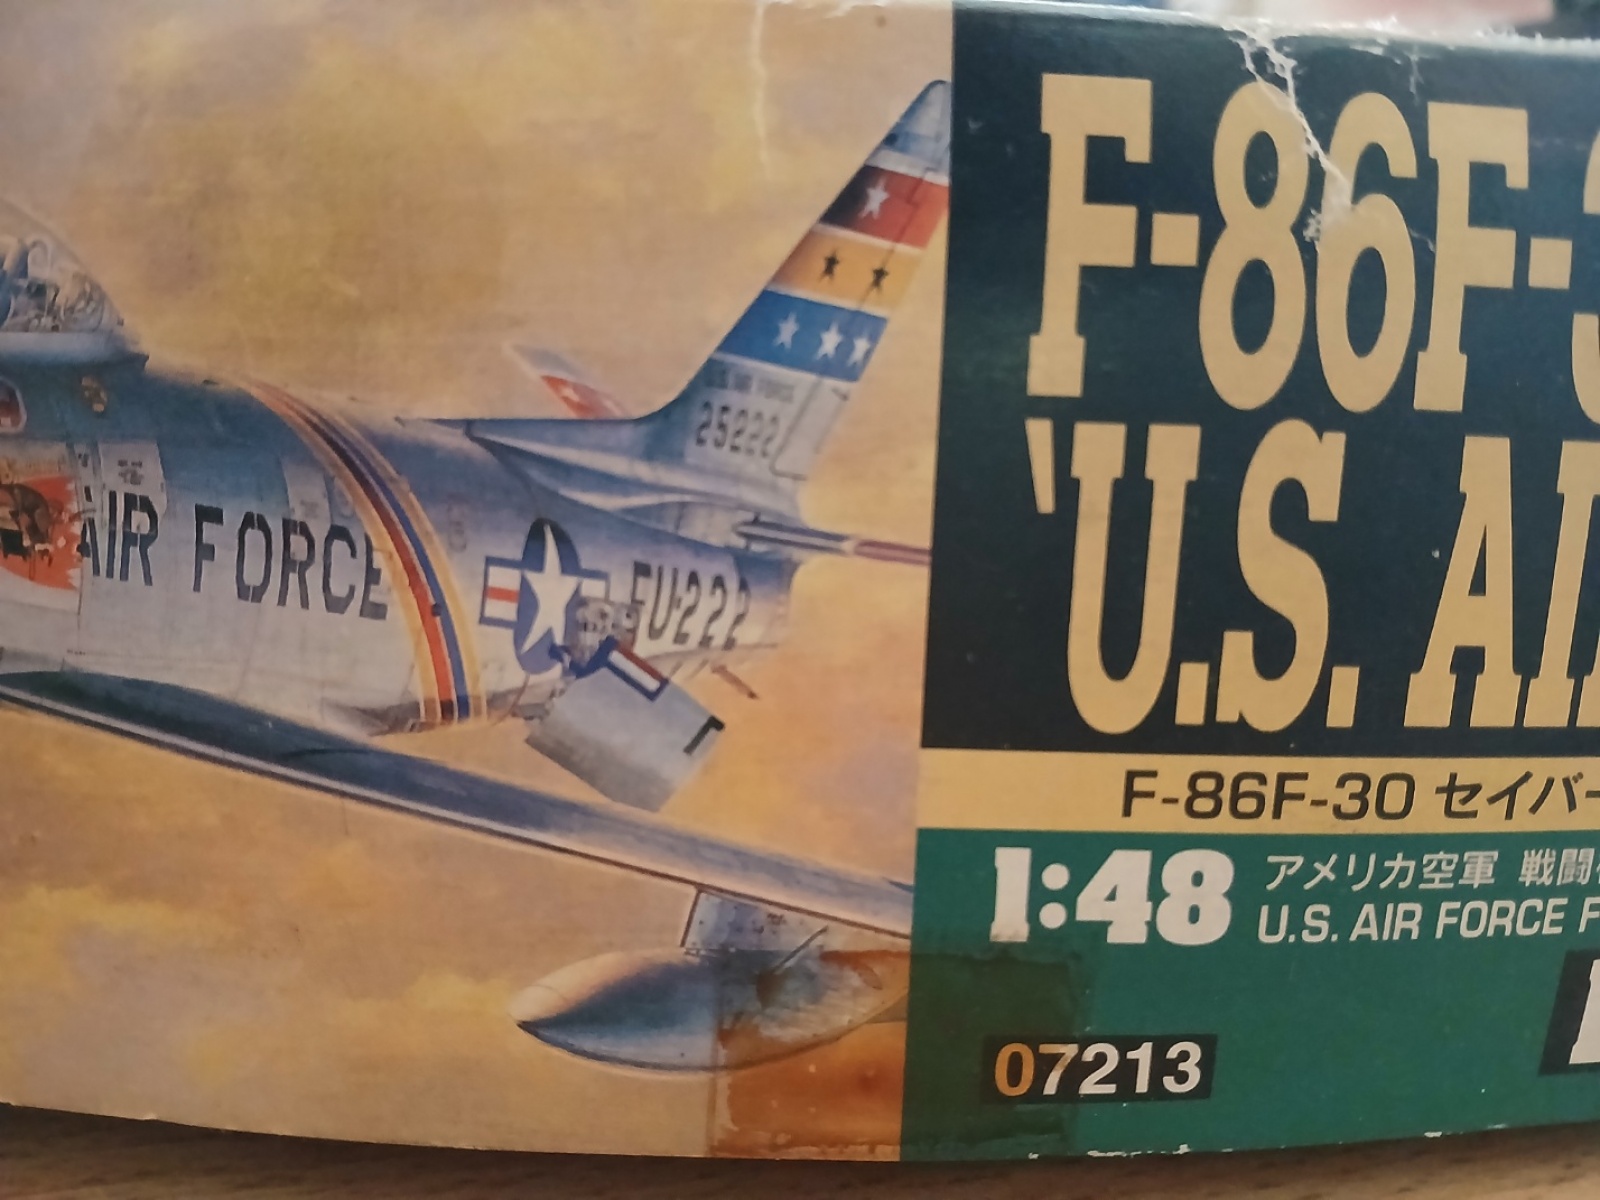 F-86F-
'U.S. AI
F-86F-30 セイバー
1:48
アメリカ空軍 戦闘
U.S. AIR FORCE F
07213
U.S. AIR FORCE
25222
AIR FORCE
FU-222